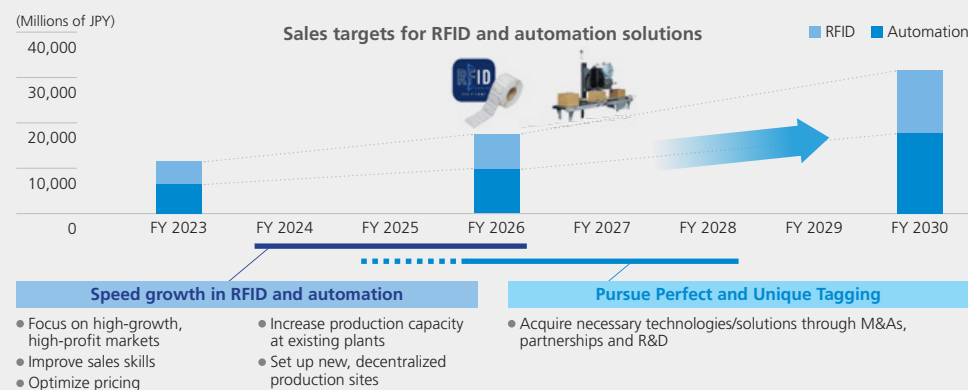 (Millions of JPY)
Sales targets for RFID and automation solutions
RFID
Automation
40,000
30,000
20,000
10,000
0
RFID
FY 2023
FY 2024
FY 2025
FY 2026
FY 2027
FY 2028
FY 2029
FY 2030
Speed growth in RFID and automation
● Focus on high-growth,
high-profit markets
● Improve sales skills
● Optimize pricing
● Increase production capacity
at existing plants
● Set up new, decentralized
production sites
Pursue Perfect and Unique Tagging
● Acquire necessary technologies/solutions through M&As,
partnerships and R&D